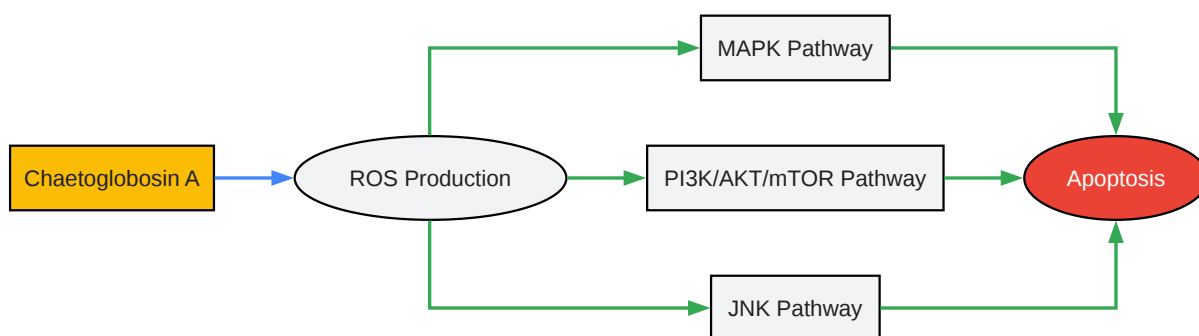 MAPK Pathway
Chaetoglobosin A
ROS Production
PI3K/AKT/mTOR Pathway
Apoptosis
JNK Pathway